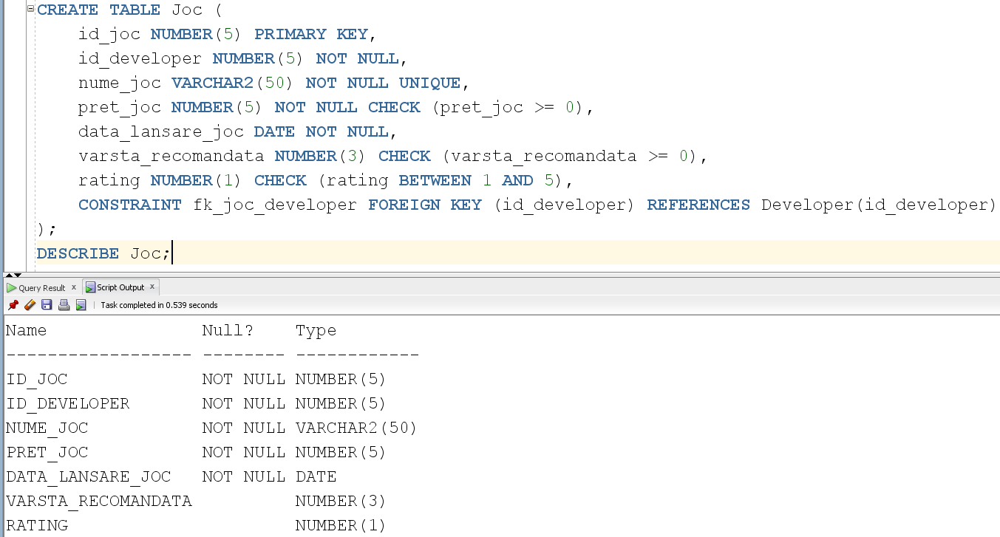 CREATE TABLE Joc (
    id_joc NUMBER(5) PRIMARY KEY,
    id_developer NUMBER(5) NOT NULL,
    nume_joc VARCHAR2(50) NOT NULL UNIQUE,
    pret_joc NUMBER(5) NOT NULL CHECK (pret_joc >= 0),
    data_lansare_joc DATE NOT NULL,
    varsta_recomandata NUMBER(3) CHECK (varsta_recomandata >= 0),
    rating NUMBER(1) CHECK (rating BETWEEN 1 AND 5),
    CONSTRAINT fk_joc_developer FOREIGN KEY (id_developer) REFERENCES Developer(id_developer)
);
DESCRIBE Joc;
Query Result x Script Output x
Task completed in 0.539 seconds
Name               Null?    Type
------------------ -------- ------------
ID_JOC             NOT NULL NUMBER(5)
ID_DEVELOPER       NOT NULL NUMBER(5)
NUME_JOC           NOT NULL VARCHAR2(50)
PRET_JOC           NOT NULL NUMBER(5)
DATA_LANSARE_JOC   NOT NULL DATE
VARSTA_RECOMANDATA          NUMBER(3)
RATING                      NUMBER(1)